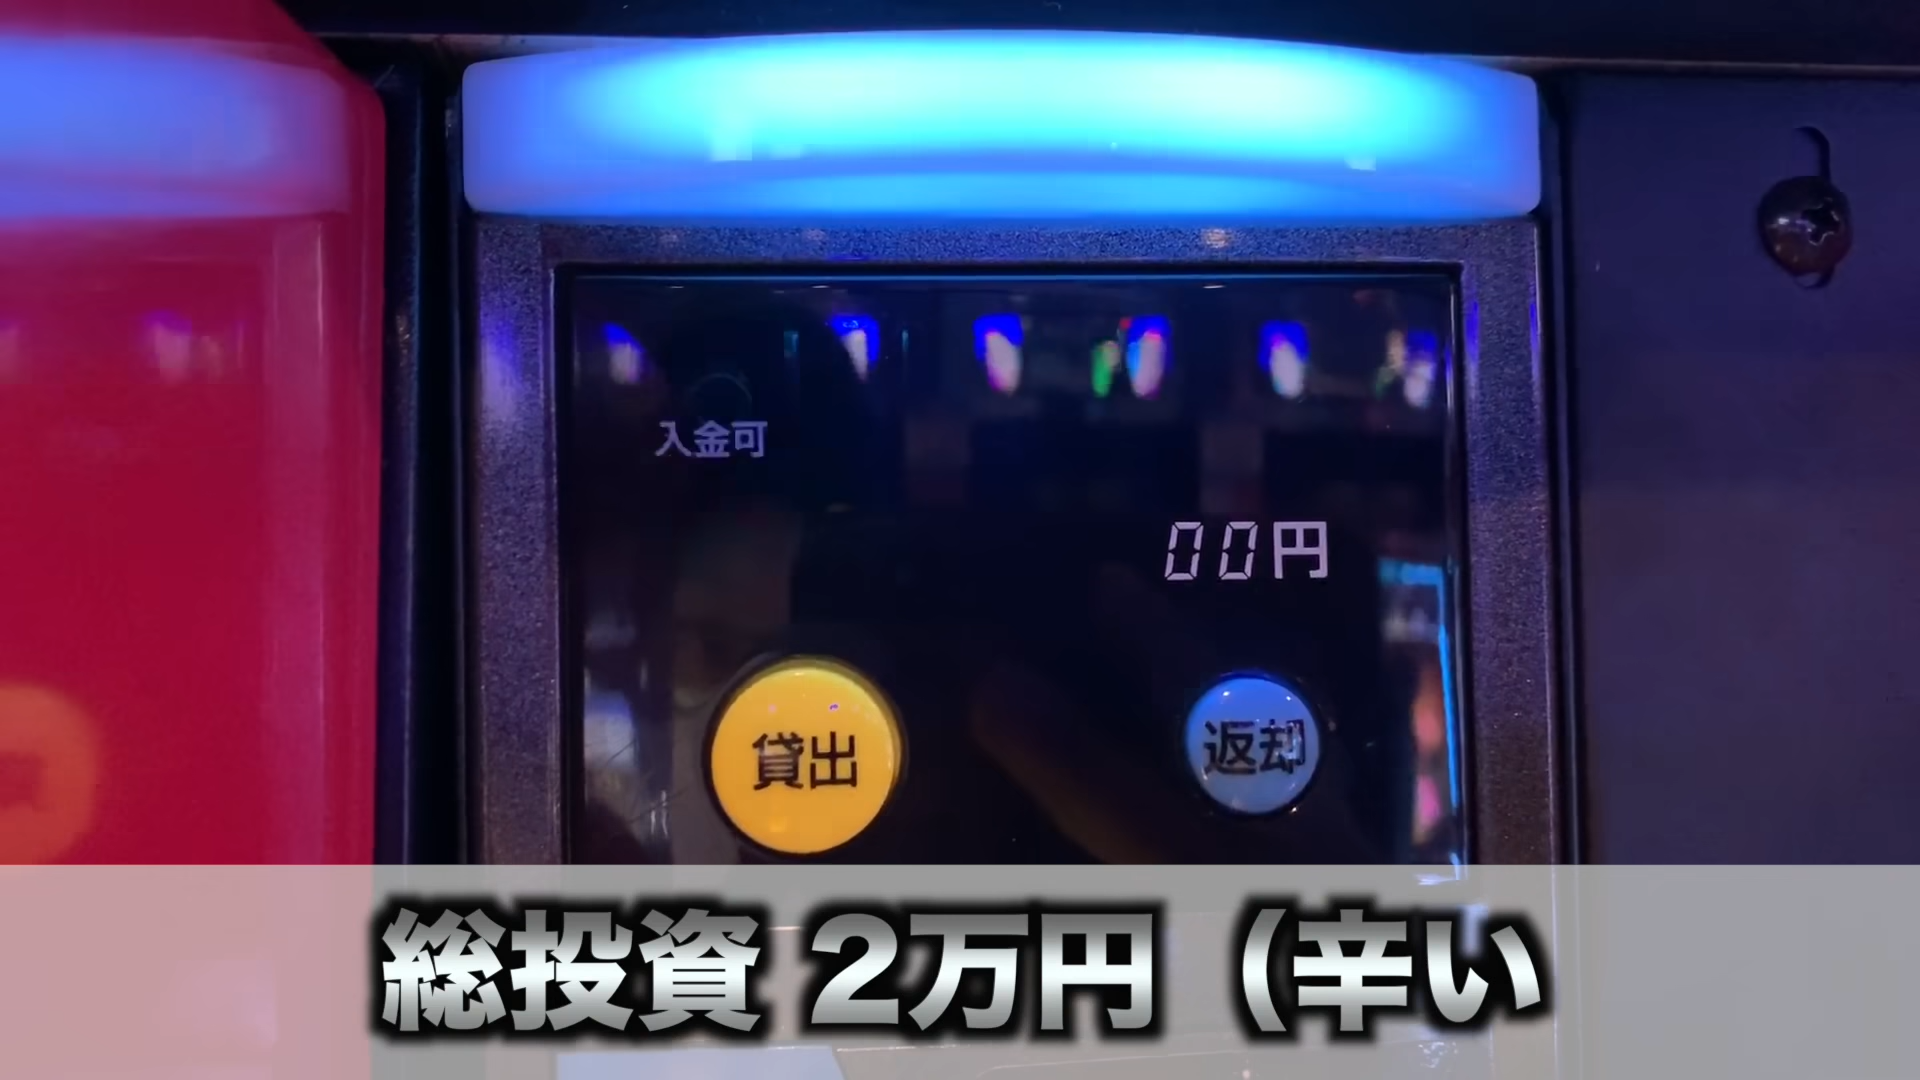 入金可
00円
貸出
返却
総投資 2万円（辛い